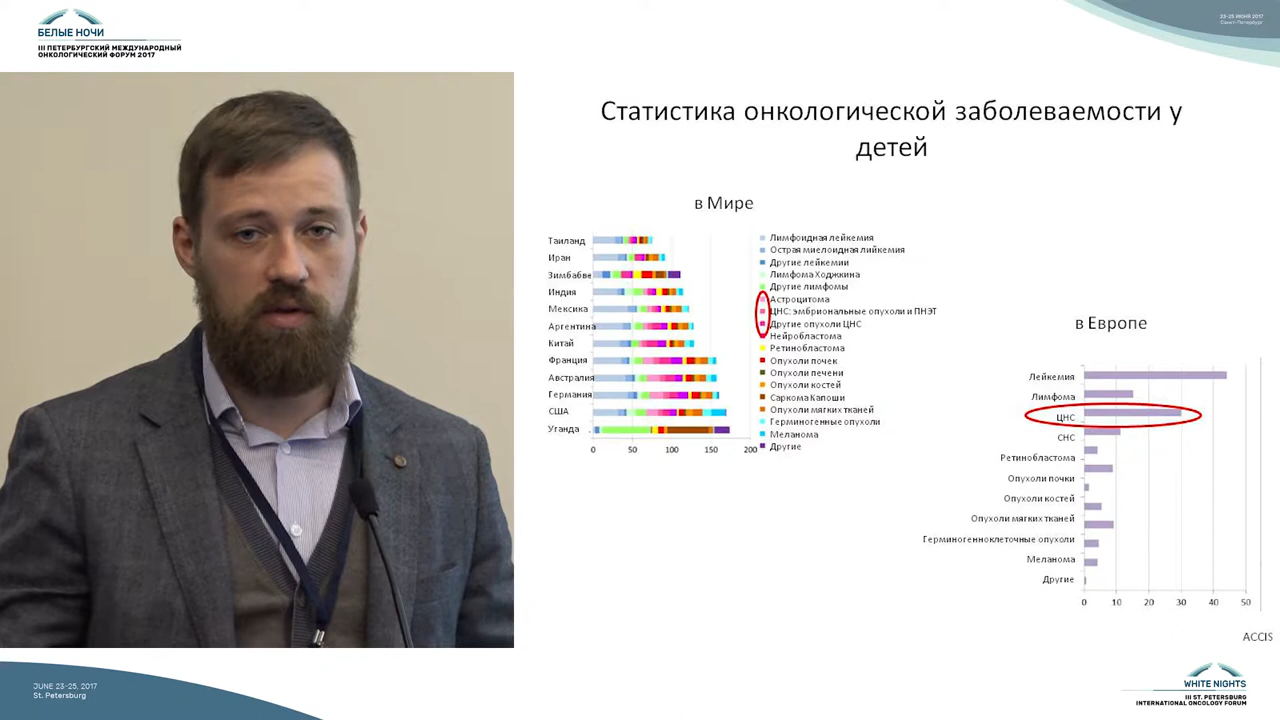 БЕЛЫЕ НОЧИ
III ПЕТЕРБУРГСКИЙ МЕЖДУНАРОДНЫЙ
ОНКОЛОГИЧЕСКИЙ ФОРУМ 2017
23-25 ИЮНЯ 2017
Санкт-Петербург
Статистика онкологической заболеваемости у
детей
в Мире
Таиланд
Иран
Зимбабве
Индия
Мексика
Аргентина
Китай
Франция
Австралия
Германия
США
Уганда
0 50 100 150 200
Лимфоидная лейкемия
Острая миелоидная лейкемия
Другие лейкемии
Лимфома Ходжкина
Другие лимфомы
Астроцитома
ЦНС: эмбриональные опухоли и ПНЭТ
Другие опухоли ЦНС
Нейробластома
Ретинобластома
Опухоли почек
Опухоли печени
Опухоли костей
Саркома Капоши
Опухоли мягких тканей
Герминогенные опухоли
Меланома
Другие
в Европе
Лейкемия
Лимфома
ЦНС
СНС
Ретинобластома
Опухоли почки
Опухоли костей
Опухоли мягких тканей
Герминогенноклеточные опухоли
Меланома
Другие
0 10 20 30 40 50
ACCIS
JUNE 23-25, 2017
St. Petersburg
WHITE NIGHTS
III ST. PETERSBURG
INTERNATIONAL ONCOLOGY FORUM